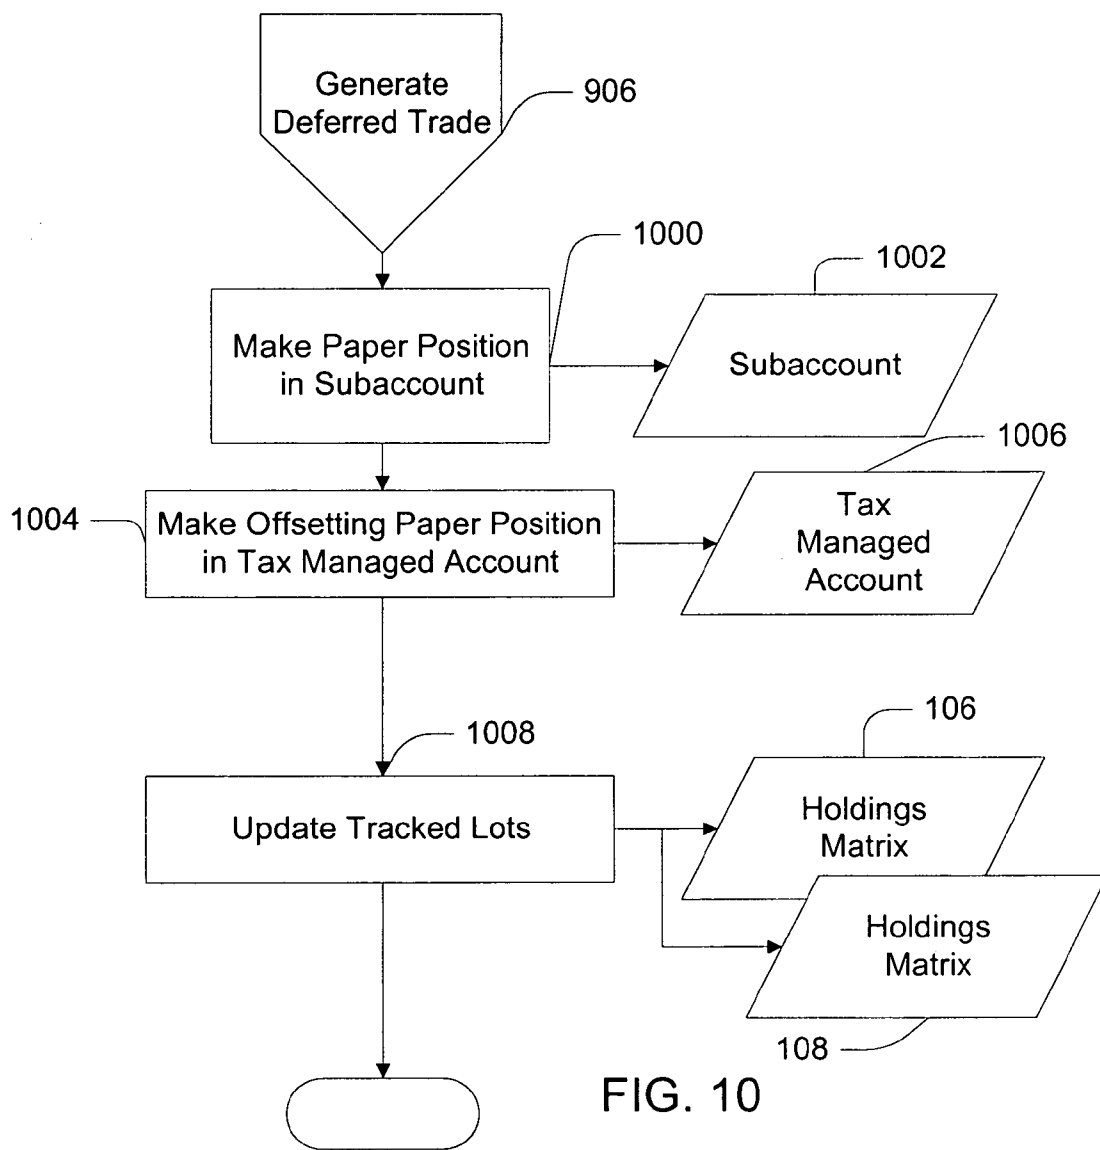 Generate
Deferred Trade
906
1000
1002
Make Paper Position
in Subaccount
Subaccount
1006
1004
Make Offsetting Paper Position
in Tax Managed Account
Tax
Managed
Account
106
1008
Update Tracked Lots
Holdings
Matrix
Holdings
Matrix
108
FIG. 10